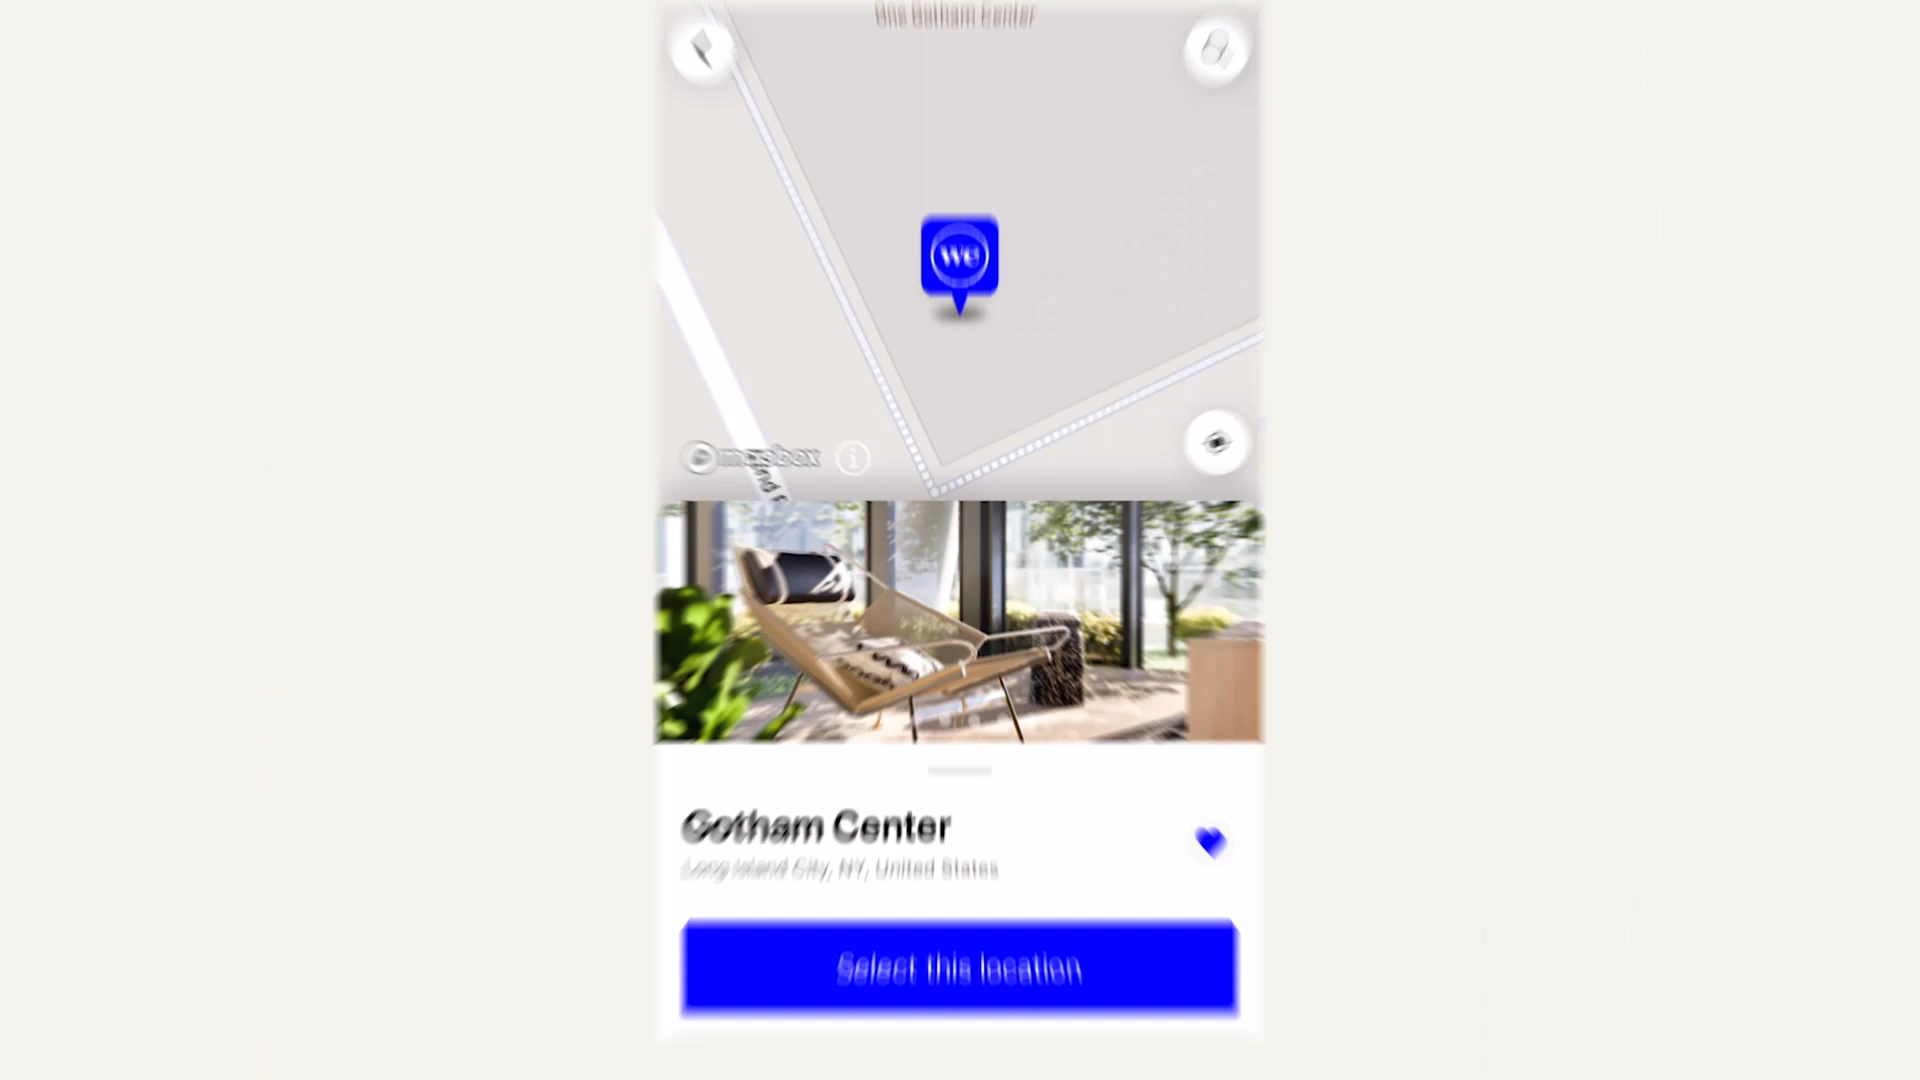 One Gotham Center
we
mapbox
i
Gotham Center
Long Island City, NY, United States
Select this location